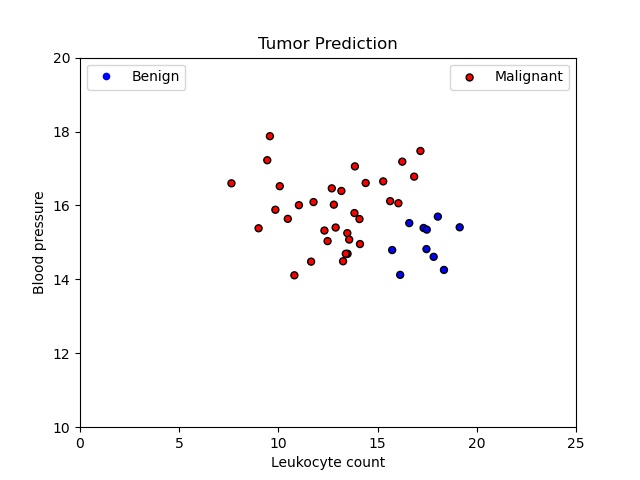 Tumor Prediction
Benign
Malignant
Blood pressure
20
18
16
14
12
10
0 5 10 15 20 25
Leukocyte count